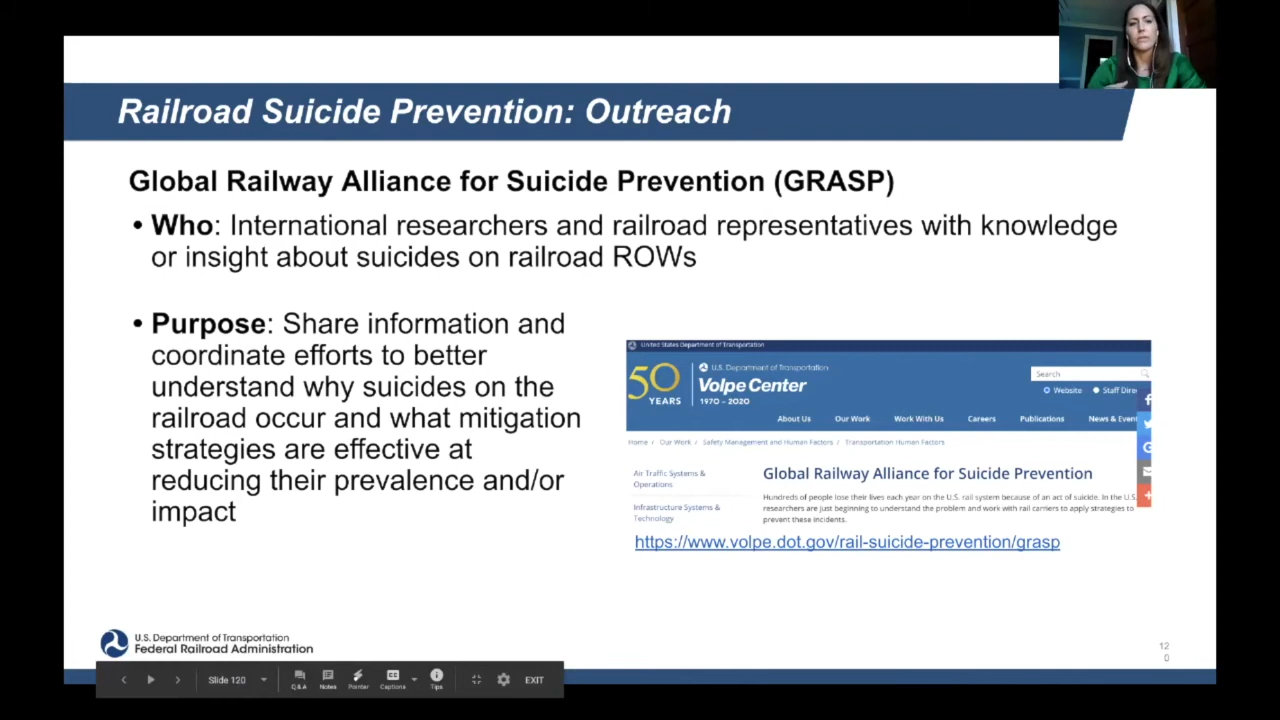 Railroad Suicide Prevention: Outreach
Global Railway Alliance for Suicide Prevention (GRASP)
• Who: International researchers and railroad representatives with knowledge
or insight about suicides on railroad ROWs
• Purpose: Share information and
coordinate efforts to better
understand why suicides on the
railroad occur and what mitigation
strategies are effective at
reducing their prevalence and/or
impact
United States Department of Transportation
50
YEARS
U.S. Department of Transportation
Volpe Center
1970 – 2020
Search
Website Staff Dire
About Us Our Work Work With Us Careers Publications News & Event
Home / Our Work / Safety Management and Human Factors / Transportation Human Factors
Air Traffic Systems &
Operations
Infrastructure Systems &
Technology
Global Railway Alliance for Suicide Prevention
Hundreds of people lose their lives each year on the U.S. rail system because of an act of suicide. In the U.S.
researchers are just beginning to understand the problem and work with rail carriers to apply strategies to
prevent these incidents.
https://www.volpe.dot.gov/rail-suicide-prevention/grasp
U.S. Department of Transportation
Federal Railroad Administration
12
0
Slide 120
Q&A Notes Pointer Captions Tips EXIT